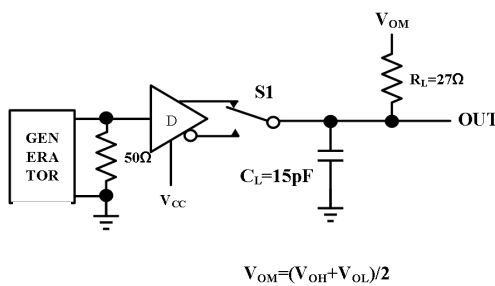 V_OM
S1
R_L=27Ω
D
OUT
GEN
ERA
TOR
50Ω
C_L=15pF
V_CC
V_OM=(V_OH+V_OL)/2